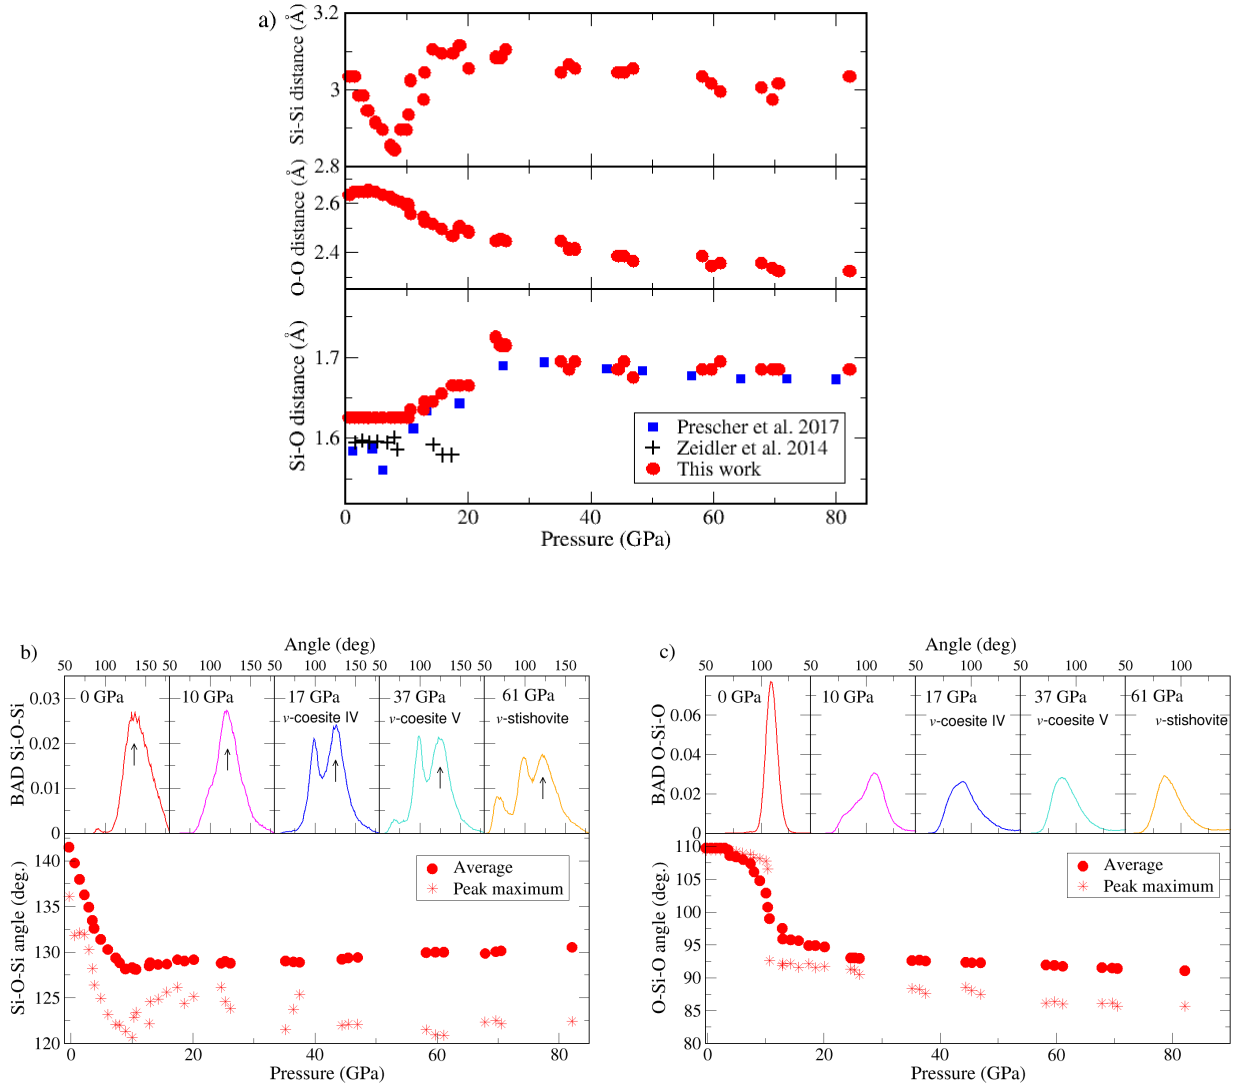 a)
3.2
3
2.8
Si-Si distance (Å)
2.6
2.4
O-O distance (Å)
1.7
1.6
Si-O distance (Å)
Prescher et al. 2017
Zeidler et al. 2014
This work
0 20 40 60 80
Pressure (GPa)
b)
Angle (deg)
50 100 150 50 100 150 50 100 150 50 100 150 50 100 150
0.03
0.02
0.01
0
BAD Si-O-Si
0 GPa
10 GPa
17 GPa
v-coesite IV
37 GPa
v-coesite V
61 GPa
v-stishovite
140
135
130
125
120
Si-O-Si angle (deg.)
Average
Peak maximum
0 20 40 60 80
Pressure (GPa)
c)
Angle (deg)
50 100 50 100 50 100 50 100 50 100
0.06
0.04
0.02
0
BAD O-Si-O
0 GPa
10 GPa
17 GPa
v-coesite IV
37 GPa
v-coesite V
61 GPa
v-stishovite
110
105
100
95
90
85
80
O-Si-O angle (deg.)
Average
Peak maximum
0 20 40 60 80
Pressure (GPa)